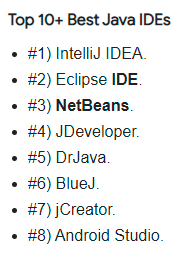 Top 10+ Best Java IDEs
#1) IntelliJ IDEA.
#2) Eclipse IDE.
#3) NetBeans.
#4) JDeveloper.
#5) DrJava.
#6) BlueJ.
#7) jCreator.
#8) Android Studio.